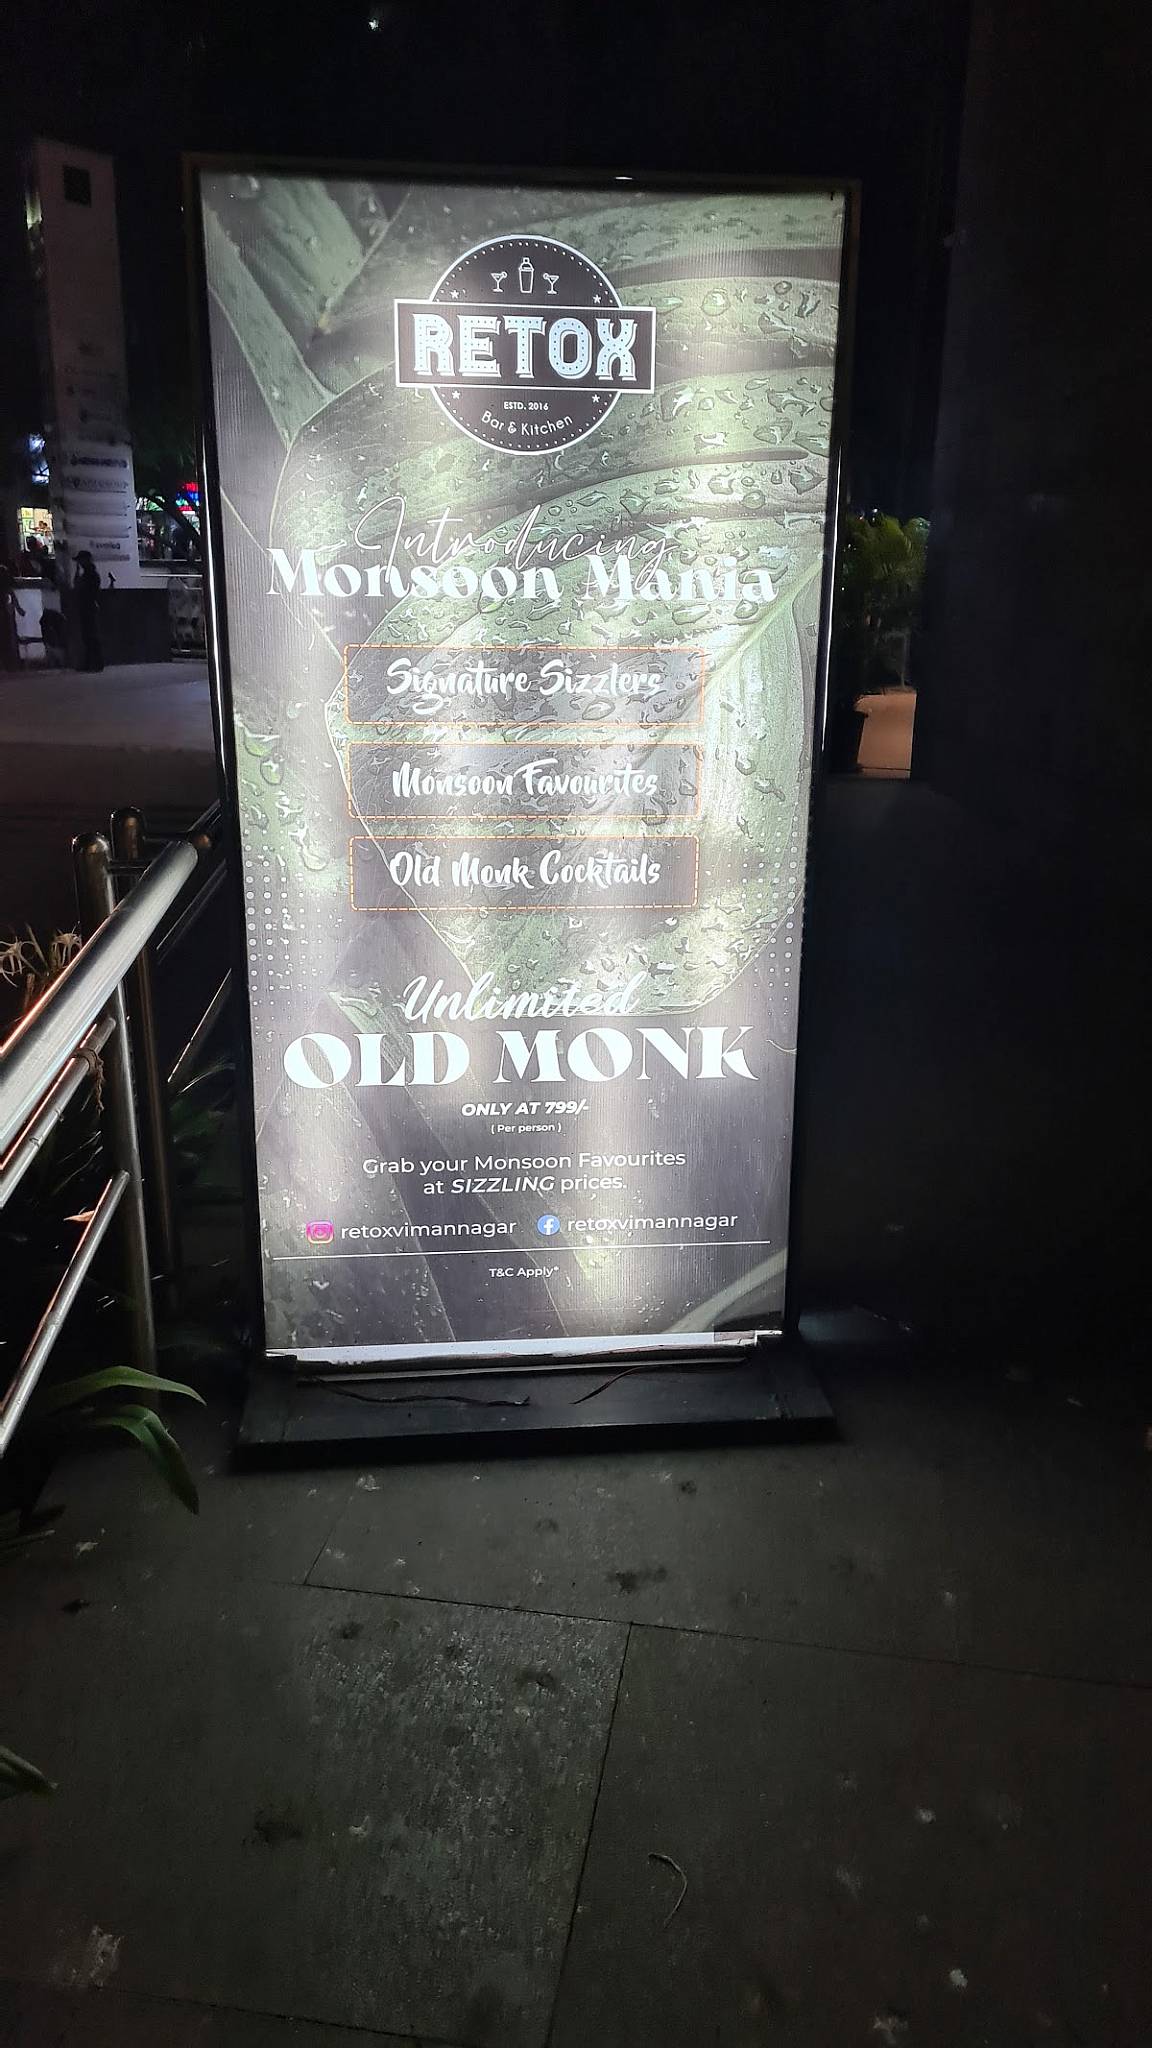 RETOX
ESTD. 2016
Bar & Kitchen
Introducing
Monsoon Mania
Signature Sizzlers
Monsoon Favourites
Old Monk Cocktails
Unlimited
OLD MONK
ONLY AT 799/-
( Per person )
Grab your Monsoon Favourites
at SIZZLING prices.
retoxvimannagar
retoxvimannagar
T&C Apply*